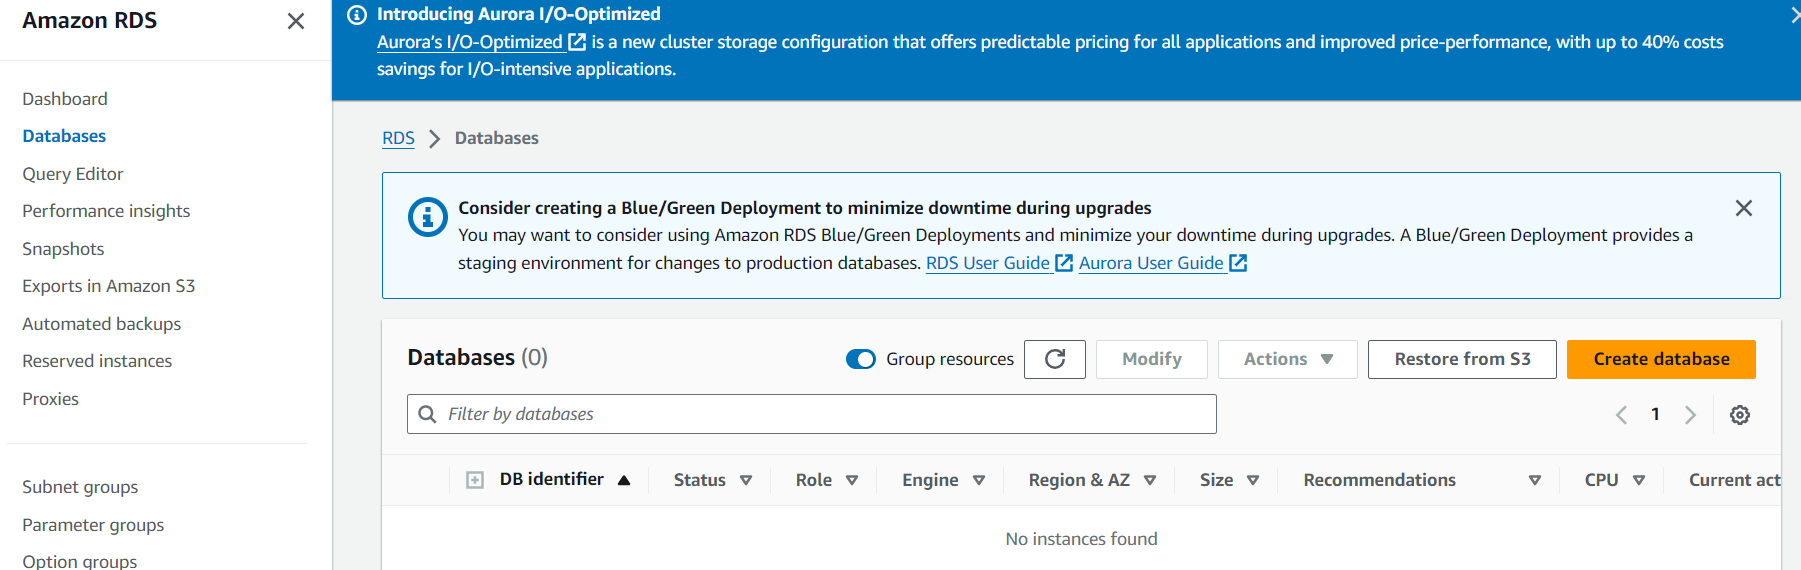 Amazon RDS
Dashboard
Databases
Query Editor
Performance insights
Snapshots
Exports in Amazon S3
Automated backups
Reserved instances
Proxies
Subnet groups
Parameter groups
Option groups
Introducing Aurora I/O-Optimized
Aurora's I/O-Optimized is a new cluster storage configuration that offers predictable pricing for all applications and improved price-performance, with up to 40% costs
savings for I/O-intensive applications.
RDS > Databases
Consider creating a Blue/Green Deployment to minimize downtime during upgrades
You may want to consider using Amazon RDS Blue/Green Deployments and minimize your downtime during upgrades. A Blue/Green Deployment provides a
staging environment for changes to production databases. RDS User Guide Aurora User Guide
Databases (0) Group resources Modify Actions Restore from S3 Create database
Filter by databases 1
DB identifier Status Role Engine Region & AZ Size Recommendations CPU Current act
No instances found